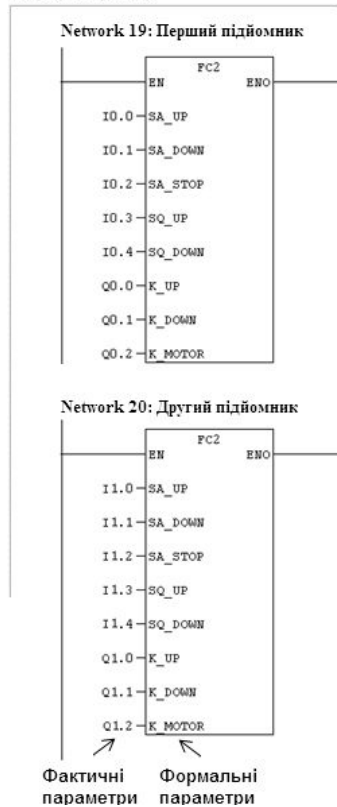 Network 19: Перший підйомник
FC2
EN ENO
I0.0 SA_UP
I0.1 SA_DOWN
I0.2 SA_STOP
I0.3 SQ_UP
I0.4 SQ_DOWN
Q0.0 K_UP
Q0.1 K_DOWN
Q0.2 K_MOTOR
Network 20: Другий підйомник
FC2
EN ENO
I1.0 SA_UP
I1.1 SA_DOWN
I1.2 SA_STOP
I1.3 SQ_UP
I1.4 SQ_DOWN
Q1.0 K_UP
Q1.1 K_DOWN
Q1.2 K_MOTOR
Фактичні Формальні
параметри параметри